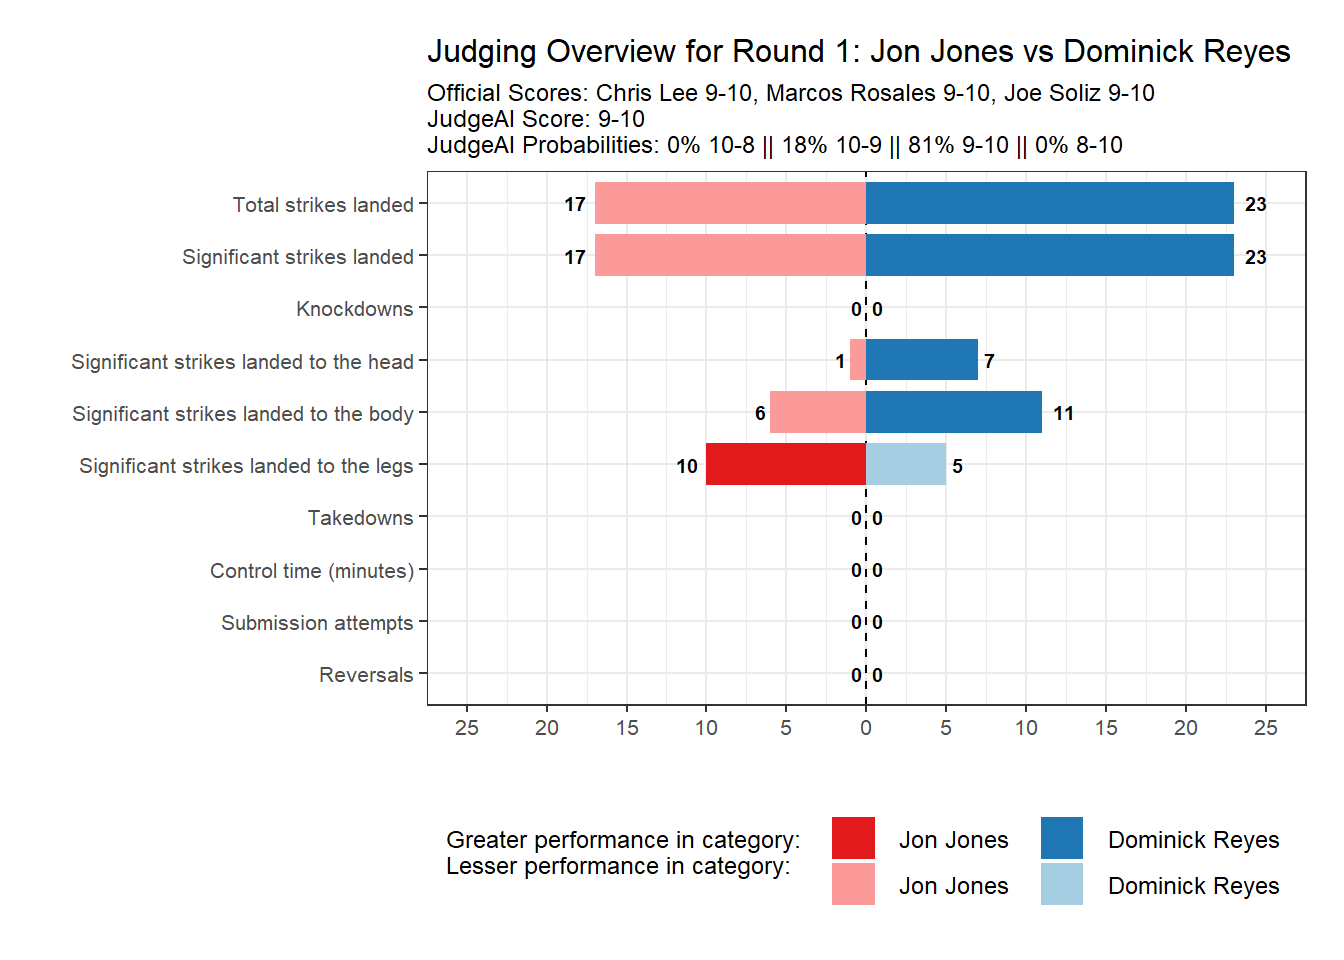 Judging Overview for Round 1: Jon Jones vs Dominick Reyes
Official Scores: Chris Lee 9-10, Marcos Rosales 9-10, Joe Soliz 9-10
JudgeAI Score: 9-10
JudgeAI Probabilities: 0% 10-8 || 18% 10-9 || 81% 9-10 || 0% 8-10
Total strikes landed 17 23
Significant strikes landed 17 23
Knockdowns 0 0
Significant strikes landed to the head 1 7
Significant strikes landed to the body 6 11
Significant strikes landed to the legs 10 5
Takedowns 0 0
Control time (minutes) 0 0
Submission attempts 0 0
Reversals 0 0
25 20 15 10 5 0 5 10 15 20 25
Greater performance in category: Jon Jones Dominick Reyes
Lesser performance in category: Jon Jones Dominick Reyes